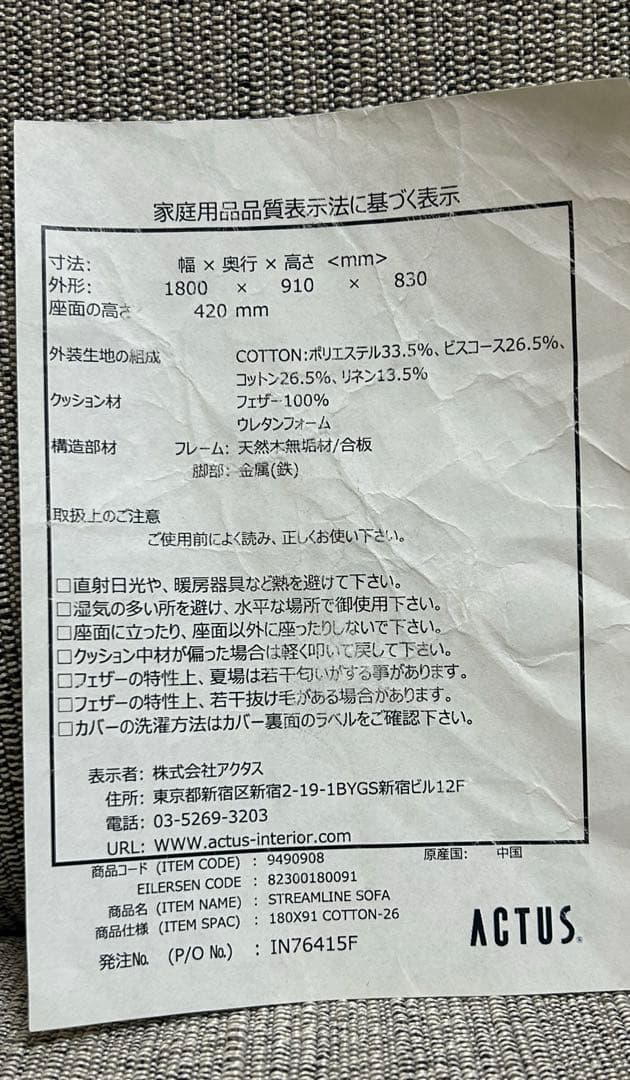 家庭用品品質表示法に基づく表示
寸法: 幅 × 奥行 × 高さ <mm>
外形: 1800 × 910 × 830
座面の高さ 420 mm
外装生地の組成 COTTON:ポリエステル33.5%、ビスコース26.5%、
コットン26.5%、リネン13.5%
クッション材 フェザー100%
ウレタンフォーム
構造部材 フレーム: 天然木無垢材/合板
脚部: 金属(鉄)
取扱上のご注意
ご使用前によく読み、正しくお使い下さい。
□直射日光や、暖房器具など熱を避けて下さい。
□湿気の多い所を避け、水平な場所で御使用下さい。
□座面に立ったり、座面以外に座ったりしないで下さい。
□クッション中材が偏った場合は軽く叩いて戻して下さい。
□フェザーの特性上、夏場は若干匂いがする事があります。
□フェザーの特性上、若干抜け毛がある場合があります。
□カバーの洗濯方法はカバー裏面のラベルをご確認下さい。
表示者: 株式会社アクタス
住所: 東京都新宿区新宿2-19-1BYGS新宿ビル12F
電話: 03-5269-3203
URL: WWW.actus-interior.com
商品コード (ITEM CODE) : 9490908 原産国: 中国
EILERSEN CODE : 82300180091
商品名 (ITEM NAME) : STREAMLINE SOFA
商品仕様 (ITEM SPAC) : 180X91 COTTON-26
発注№ (P/O №) : IN76415F
ACTUS®